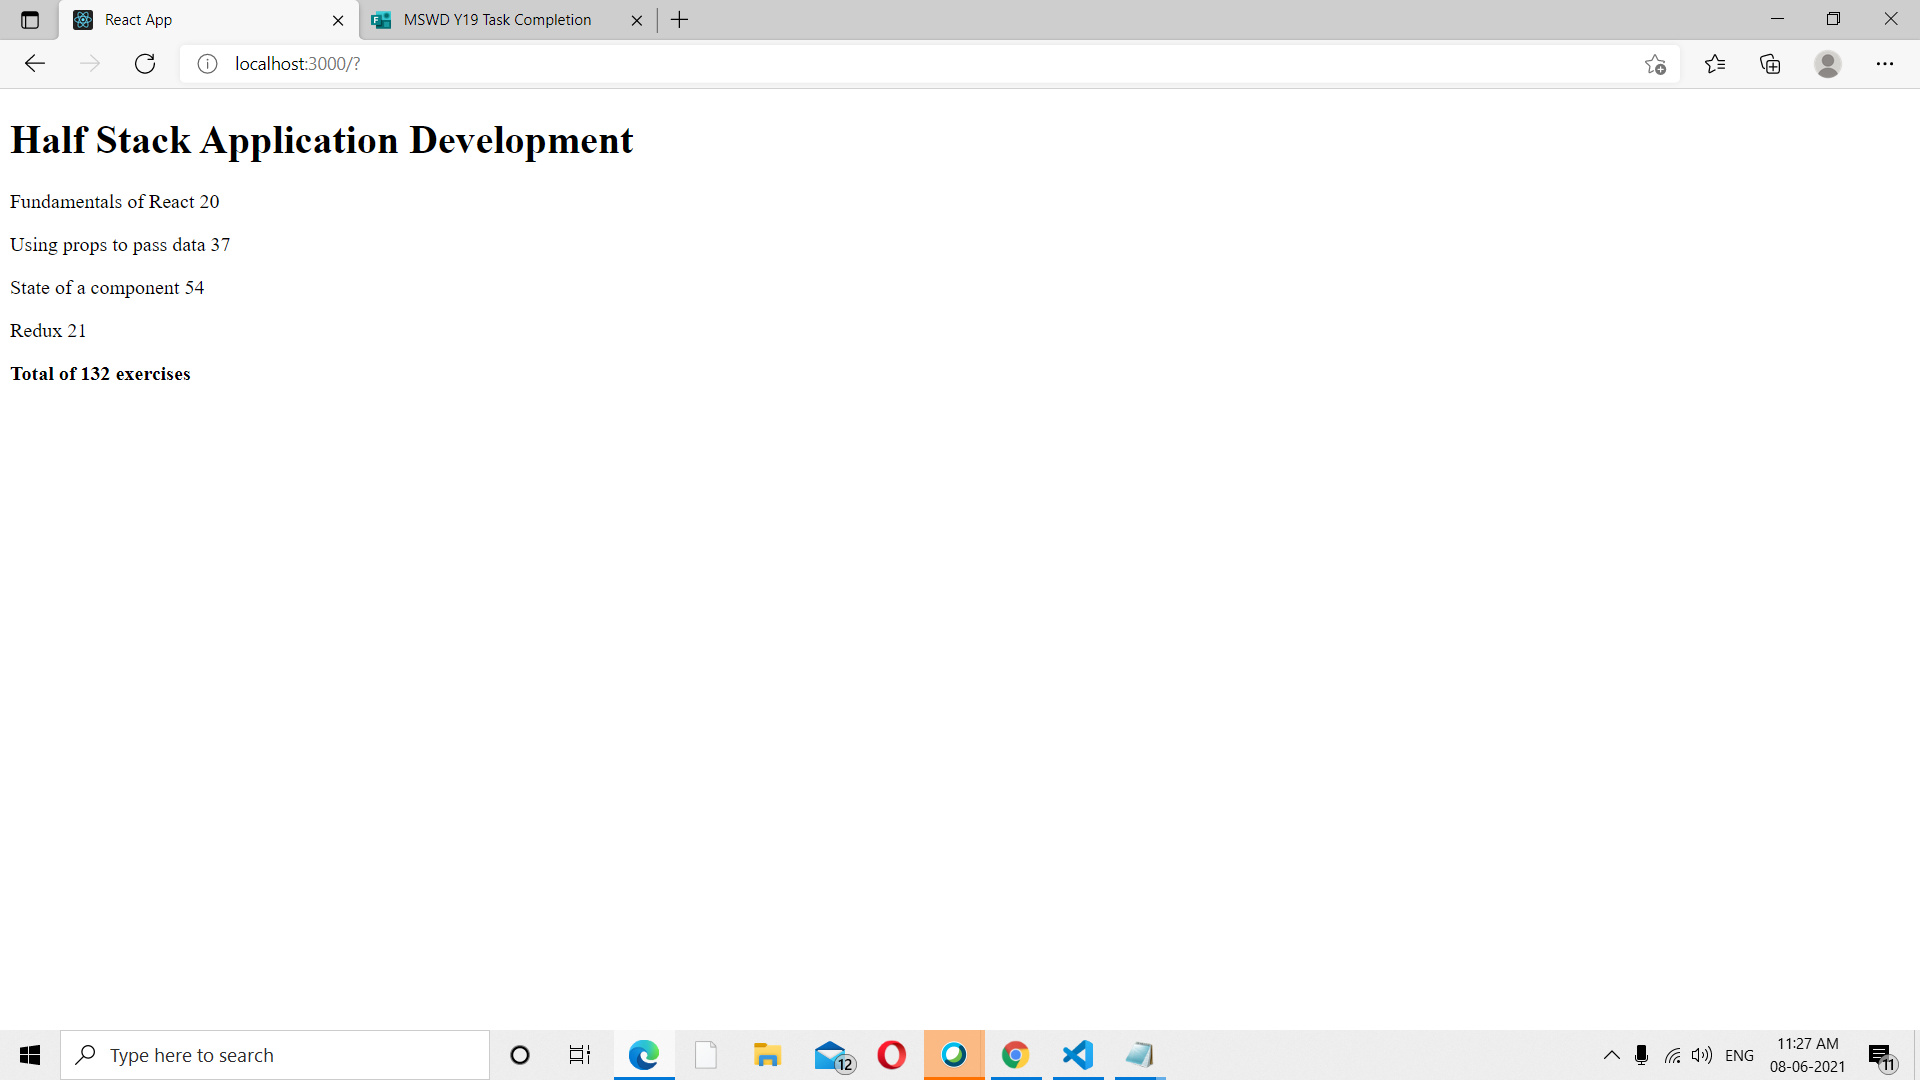 React App
MSWD Y19 Task Completion
localhost:3000/?
Half Stack Application Development
Fundamentals of React 20
Using props to pass data 37
State of a component 54
Redux 21
Total of 132 exercises
Type here to search
12
ENG
11:27 AM
08-06-2021
11